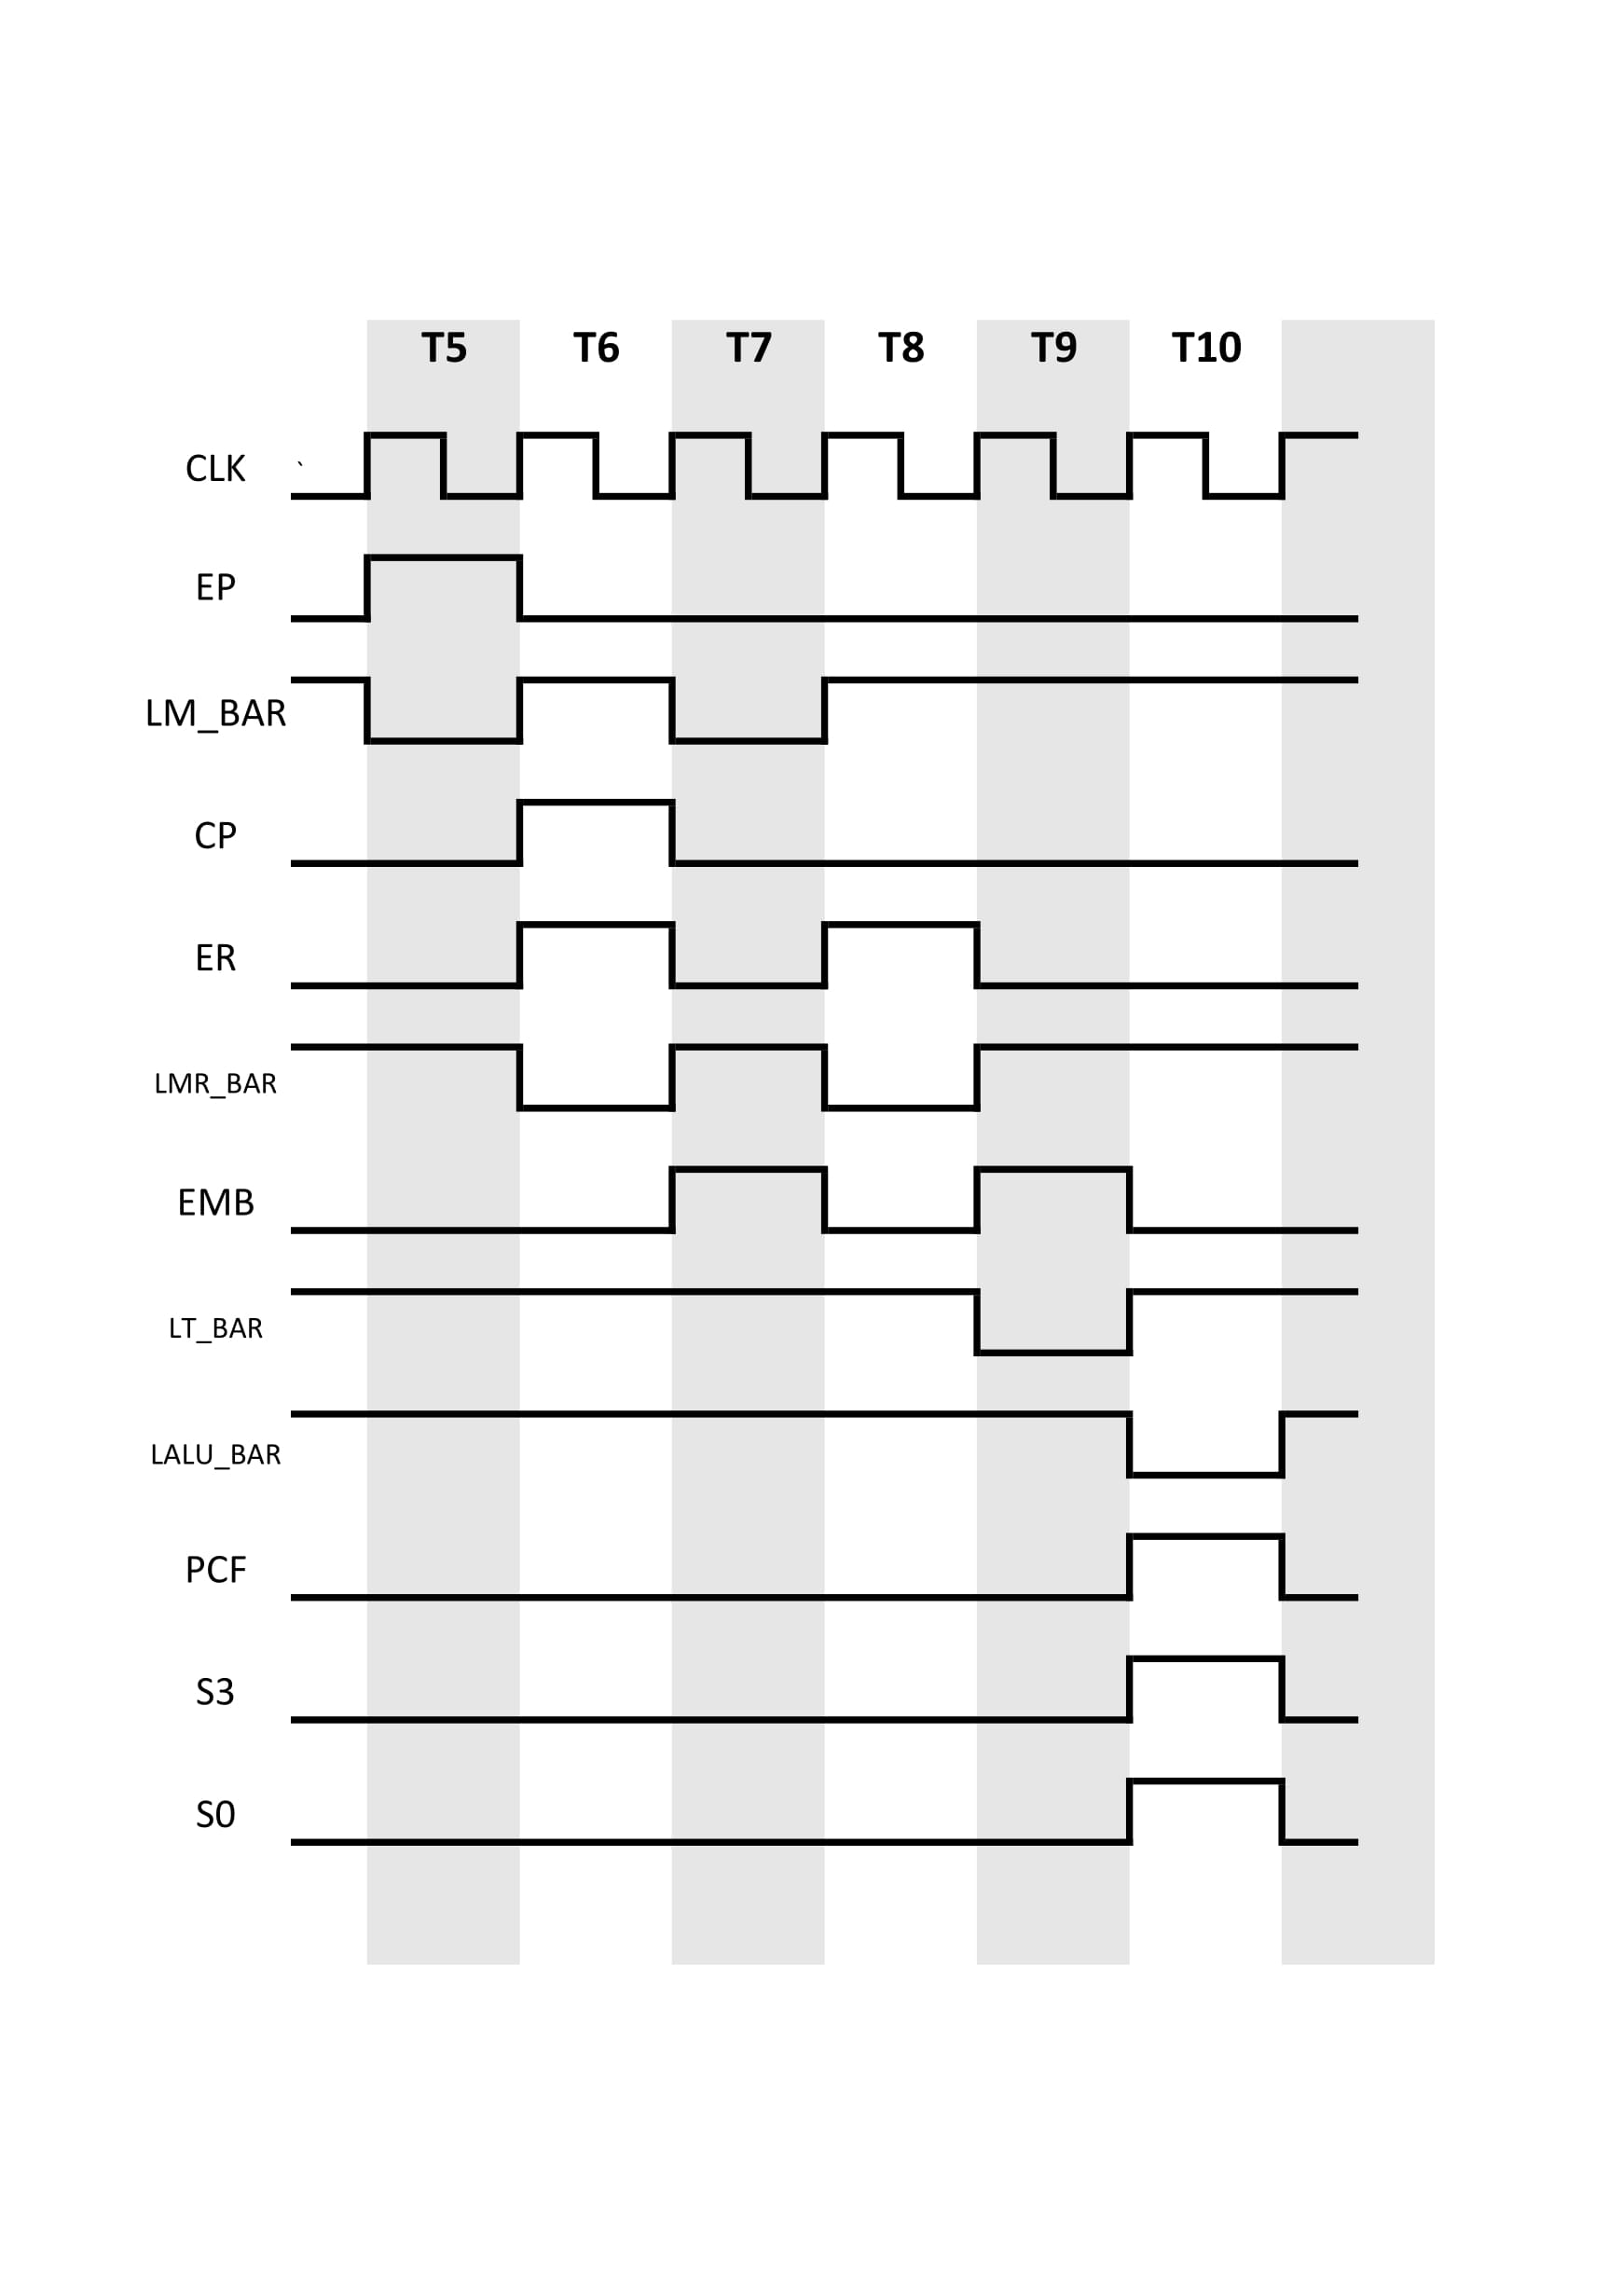 T5 T6 T7 T8 T9 T10
CLK `
EP
LM_BAR
CP
ER
LMR_BAR
EMB
LT_BAR
LALU_BAR
PCF
S3
S0